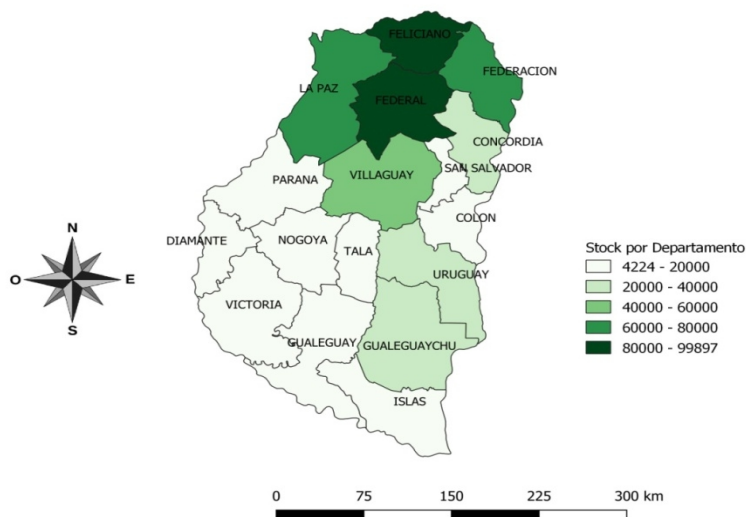 FELICIANO
FEDERACION
LA PAZ
FEDERAL
CONCORDIA
SAN SALVADOR
VILLAGUAY
PARANA
COLON
DIAMANTE
NOGOYA
TALA
URUGUAY
VICTORIA
GUALEGUAY
GUALEGUAYCHU
ISLAS
N
O
E
S
Stock por Departamento
4224 - 20000
20000 - 40000
40000 - 60000
60000 - 80000
80000 - 99897
0 75 150 225 300 km